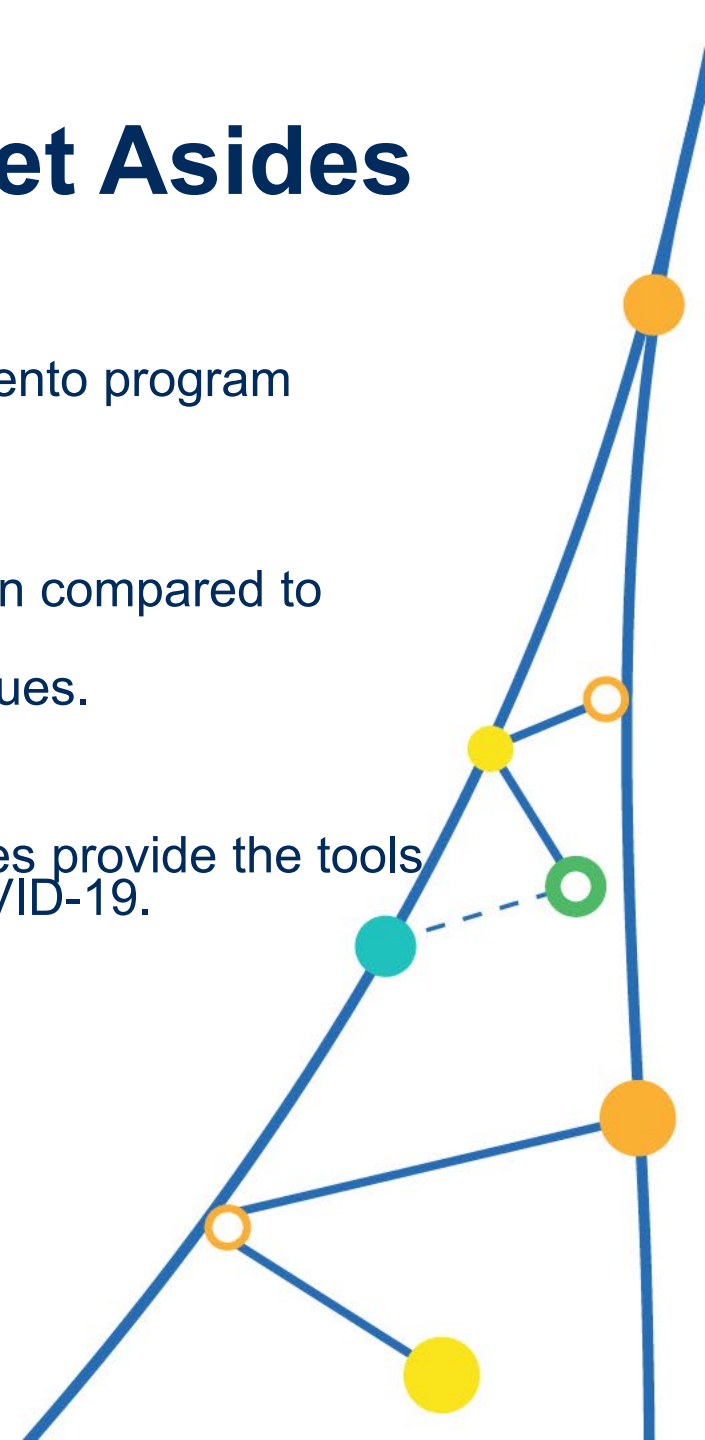 et Asides
ento program
n compared to
ues.
es provide the tools
VID-19.